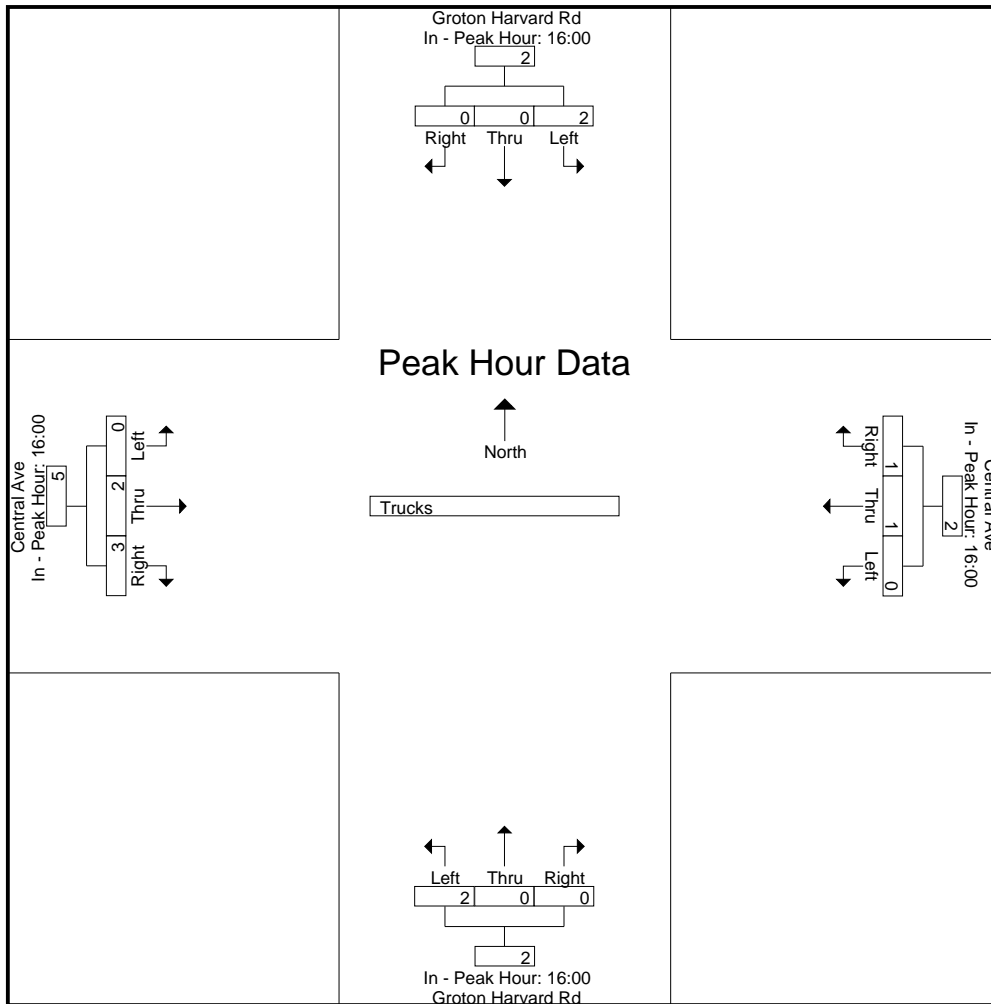 Groton Harvard Rd
In - Peak Hour: 16:00
2
0 0 2
Right Thru Left
Peak Hour Data
North
Trucks
Central Ave
In - Peak Hour: 16:00
5
0 2 3
Left Thru Right
Right Thru Left
1 1 0
2
In - Peak Hour: 16:00
Central Ave
Left Thru Right
2 0 0
2
In - Peak Hour: 16:00
Groton Harvard Rd